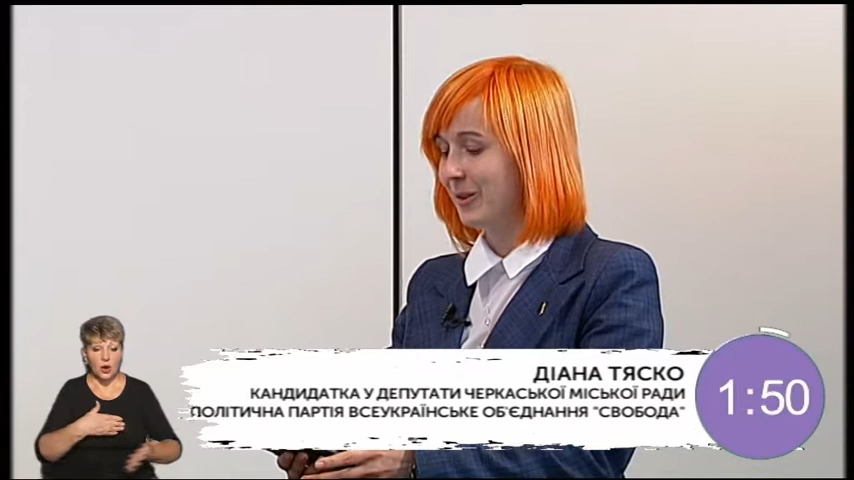 ДІАНА ТЯСКО
КАНДИДАТКА У ДЕПУТАТИ ЧЕРКАСЬКОЇ МІСЬКОЇ РАДИ
ПОЛІТИЧНА ПАРТІЯ ВСЕУКРАЇНСЬКЕ ОБ'ЄДНАННЯ "СВОБОДА"
1:50